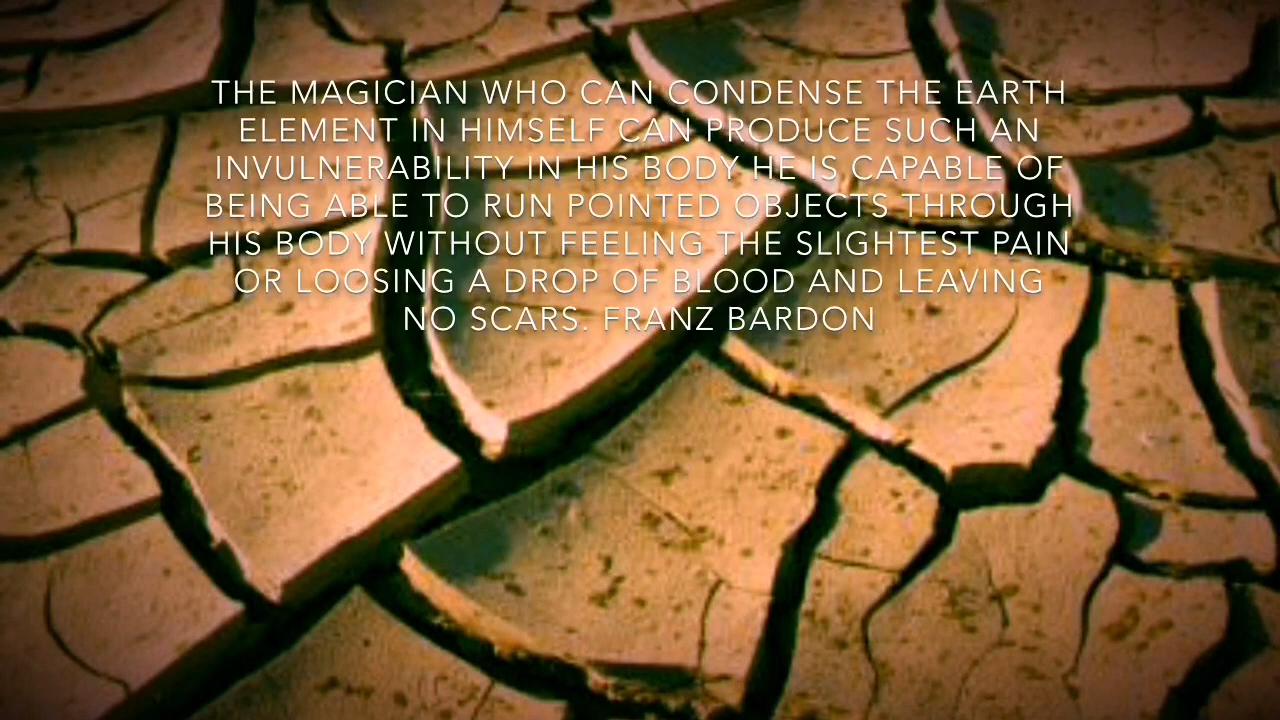 THE MAGICIAN WHO CAN CONDENSE THE EARTH
ELEMENT IN HIMSELF CAN PRODUCE SUCH AN
INVULNERABILITY IN HIS BODY HE IS CAPABLE OF
BEING ABLE TO RUN POINTED OBJECTS THROUGH
HIS BODY WITHOUT FEELING THE SLIGHTEST PAIN
OR LOOSING A DROP OF BLOOD AND LEAVING
NO SCARS. FRANZ BARDON